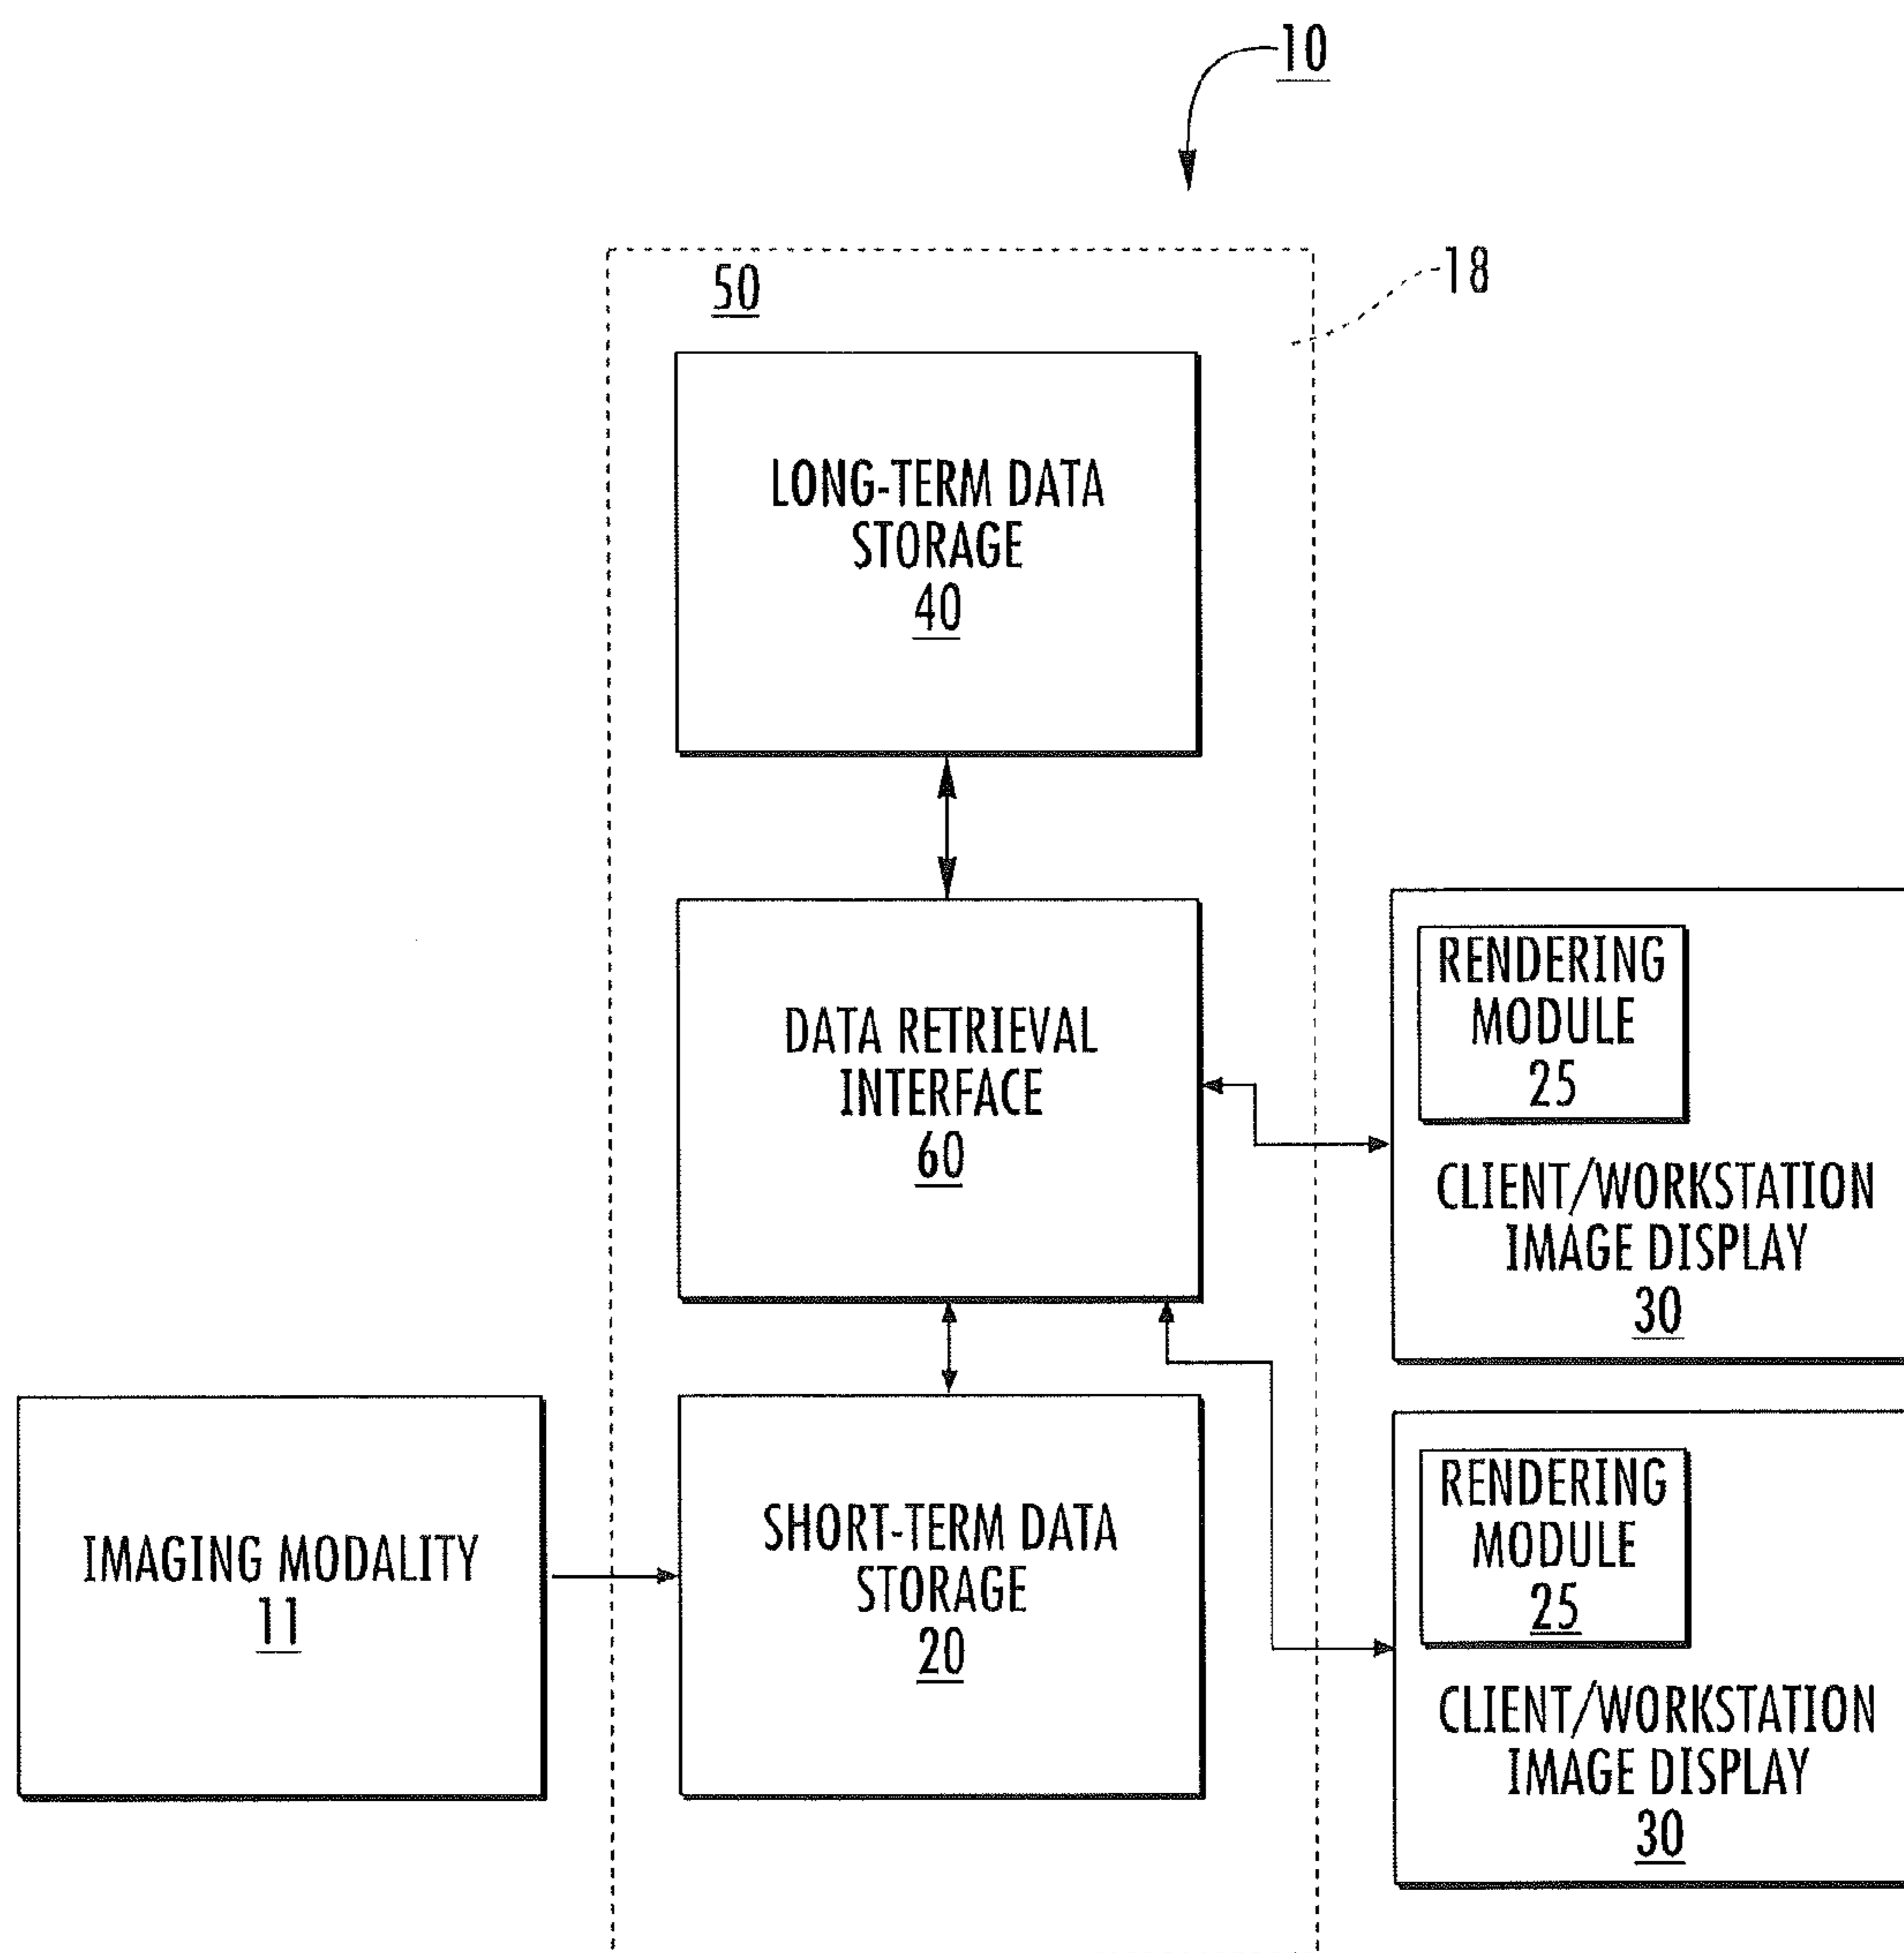 10
50
18
LONG-TERM DATA
STORAGE
40
DATA RETRIEVAL
INTERFACE
60
RENDERING
MODULE
25
CLIENT/WORKSTATION
IMAGE DISPLAY
30
IMAGING MODALITY
11
SHORT-TERM DATA
STORAGE
20
RENDERING
MODULE
25
CLIENT/WORKSTATION
IMAGE DISPLAY
30